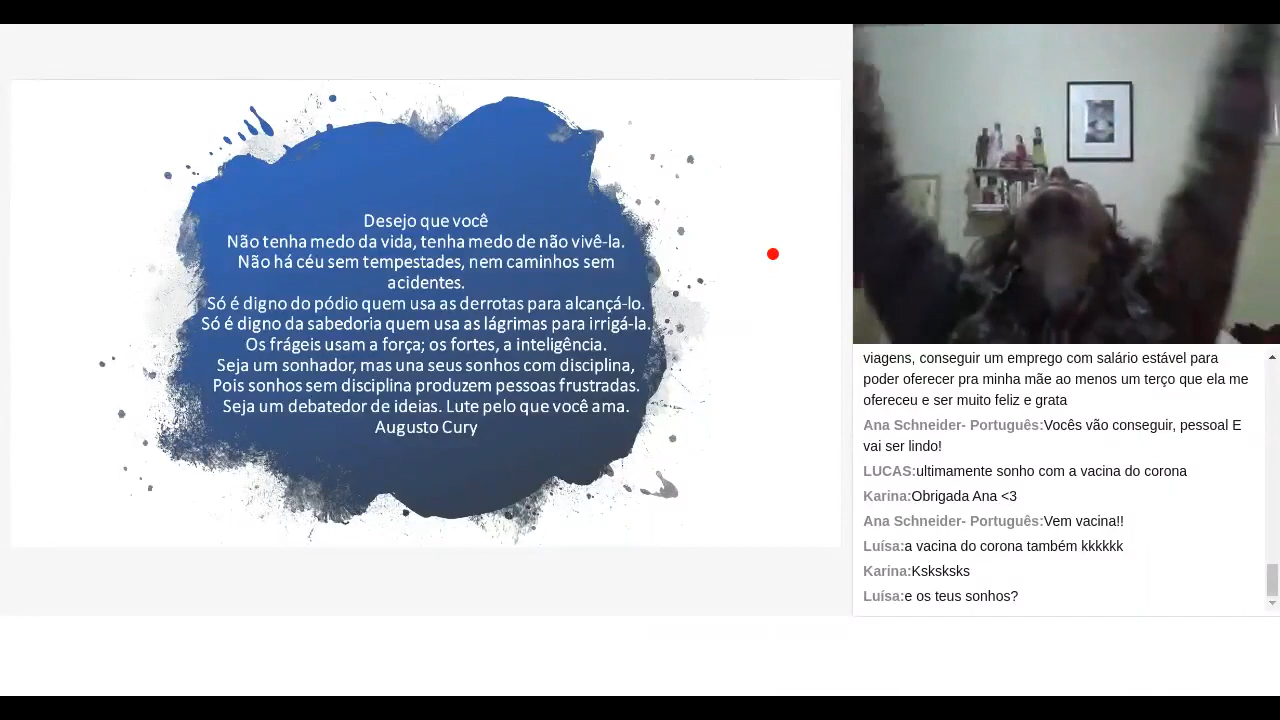 Desejo que você
Não tenha medo da vida, tenha medo de não vivê-la.
Não há céu sem tempestades, nem caminhos sem
acidentes.
Só é digno do pódio quem usa as derrotas para alcançá-lo.
Só é digno da sabedoria quem usa as lágrimas para irrigá-la.
Os frágeis usam a força; os fortes, a inteligência.
Seja um sonhador, mas una seus sonhos com disciplina,
Pois sonhos sem disciplina produzem pessoas frustradas.
Seja um debatedor de ideias. Lute pelo que você ama.
Augusto Cury
viagens, conseguir um emprego com salário estável para
poder oferecer pra minha mãe ao menos um terço que ela me
ofereceu e ser muito feliz e grata
Ana Schneider- Português:Vocês vão conseguir, pessoal E
vai ser lindo!
LUCAS:ultimamente sonho com a vacina do corona
Karina:Obrigada Ana <3
Ana Schneider- Português:Vem vacina!!
Luísa:a vacina do corona também kkkkkk
Karina:Ksksksks
Luísa:e os teus sonhos?